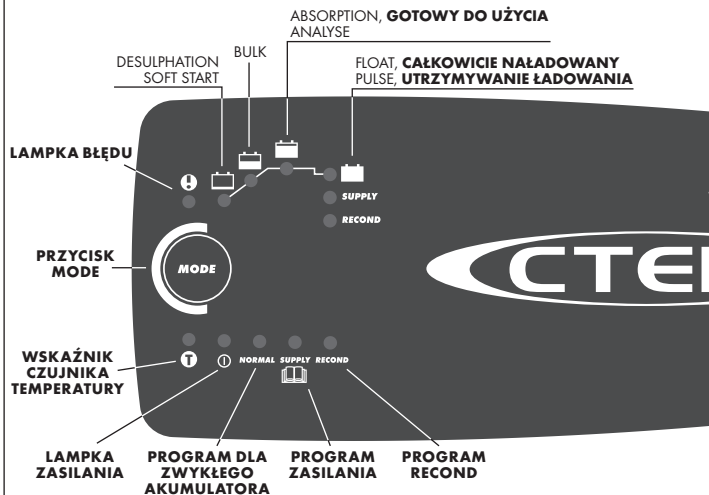 ABSORPTION, GOTOWY DO UŻYCIA
ANALYSE
BULK
DESULPHATION
SOFT START
FLOAT, CAŁKOWICIE NAŁADOWANY
PULSE, UTRZYMYWANIE ŁADOWANIA
LAMPKA BŁĘDU
SUPPLY
RECOND
PRZYCISK
MODE
MODE
CTE
WSKAŹNIK
CZUJNIKA
TEMPERATURY
T
NORMAL SUPPLY RECOND
LAMPKA
ZASILANIA
PROGRAM DLA
ZWYKŁEGO
AKUMULATORA
PROGRAM
ZASILANIA
PROGRAM
RECOND